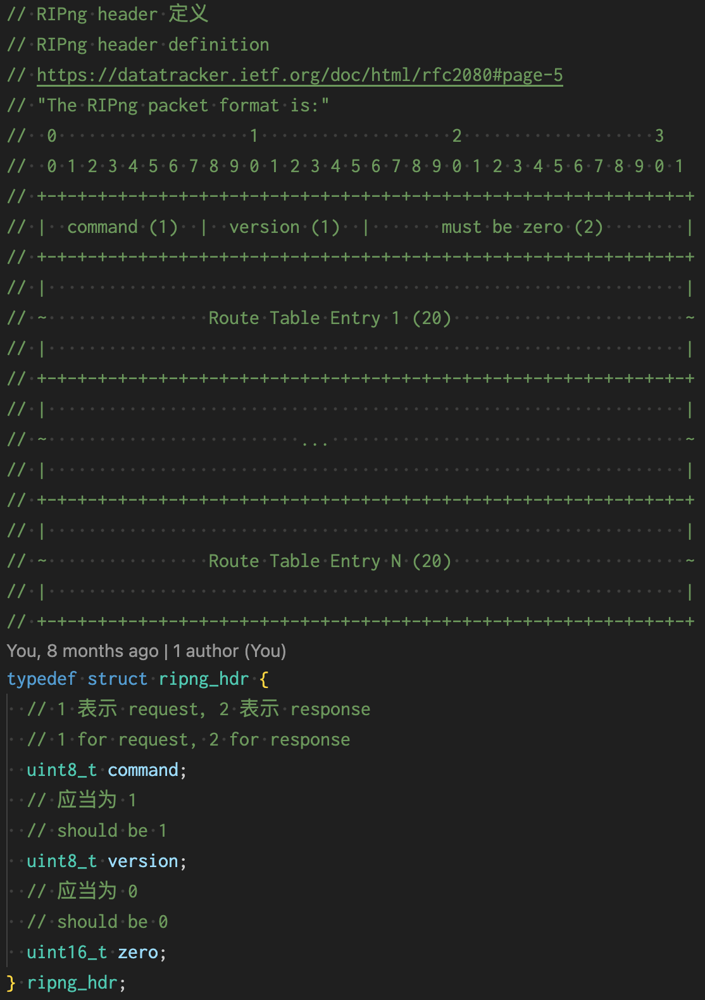 // RIPng header 定义
// RIPng header definition
// https://datatracker.ietf.org/doc/html/rfc2080#page-5
// "The RIPng packet format is:"
//  0                   1                   2                   3
//  0 1 2 3 4 5 6 7 8 9 0 1 2 3 4 5 6 7 8 9 0 1 2 3 4 5 6 7 8 9 0 1
// +-+-+-+-+-+-+-+-+-+-+-+-+-+-+-+-+-+-+-+-+-+-+-+-+-+-+-+-+-+-+-+-+
// |  command (1)  |  version (1)  |       must be zero (2)        |
// +-+-+-+-+-+-+-+-+-+-+-+-+-+-+-+-+-+-+-+-+-+-+-+-+-+-+-+-+-+-+-+-+
// |                                                               |
// ~                Route Table Entry 1 (20)                       ~
// |                                                               |
// +-+-+-+-+-+-+-+-+-+-+-+-+-+-+-+-+-+-+-+-+-+-+-+-+-+-+-+-+-+-+-+-+
// |                                                               |
// ~                         ...                                   ~
// |                                                               |
// +-+-+-+-+-+-+-+-+-+-+-+-+-+-+-+-+-+-+-+-+-+-+-+-+-+-+-+-+-+-+-+-+
// |                                                               |
// ~                Route Table Entry N (20)                       ~
// |                                                               |
// +-+-+-+-+-+-+-+-+-+-+-+-+-+-+-+-+-+-+-+-+-+-+-+-+-+-+-+-+-+-+-+-+
You, 8 months ago | 1 author (You)
typedef struct ripng_hdr {
  // 1 表示 request, 2 表示 response
  // 1 for request, 2 for response
  uint8_t command;
  // 应当为 1
  // should be 1
  uint8_t version;
  // 应当为 0
  // should be 0
  uint16_t zero;
} ripng_hdr;